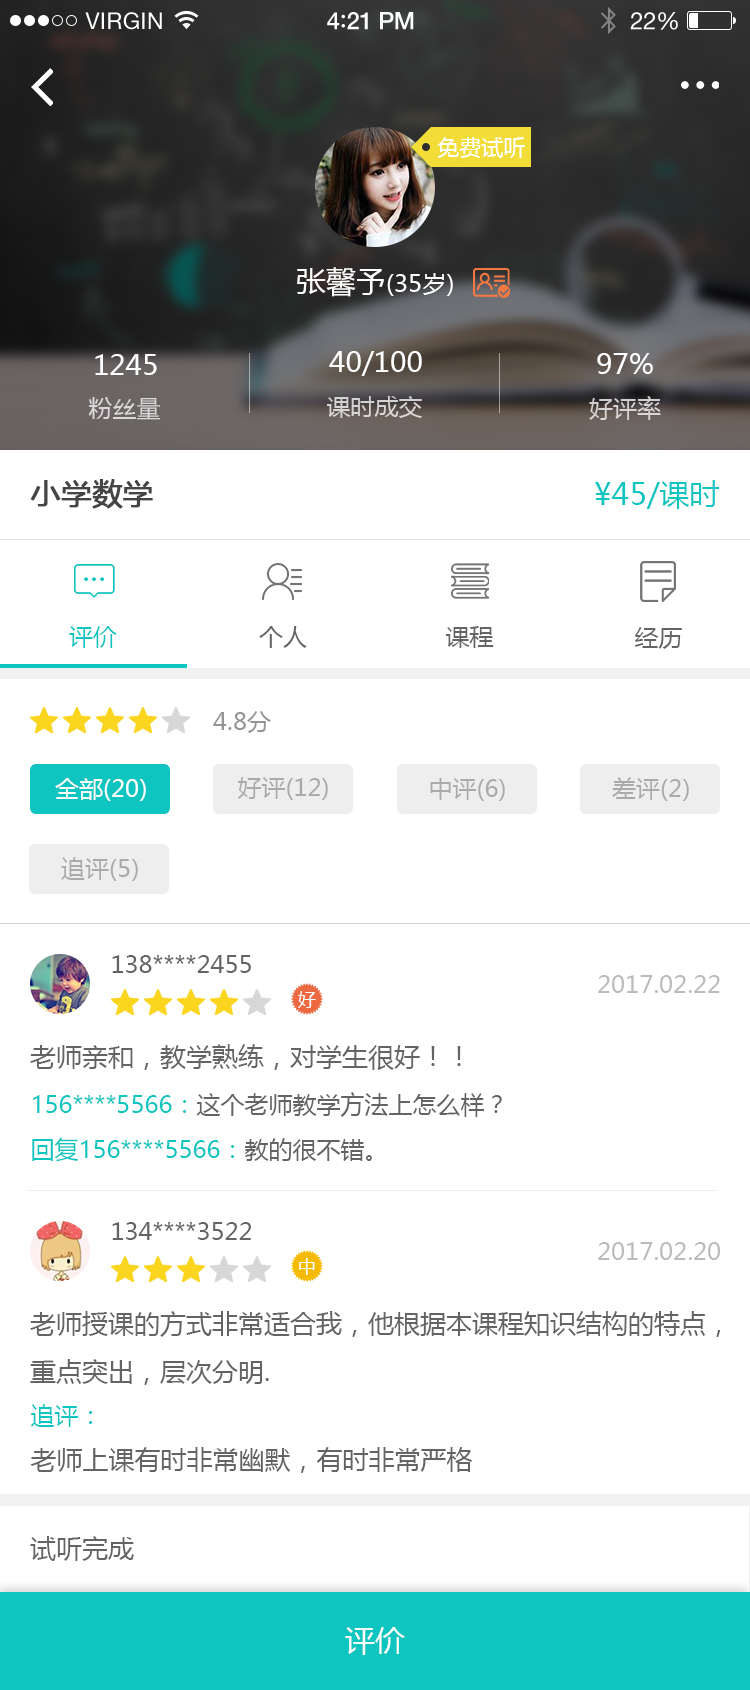 VIRGIN 4:21 PM 22%
免费试听
张馨予(35岁)
1245 40/100 97%
粉丝量 课时成交 好评率
小学数学 ¥45/课时
评价 个人 课程 经历
4.8分
全部(20) 好评(12) 中评(6) 差评(2)
追评(5)
138****2455
2017.02.22
好
老师亲和，教学熟练，对学生很好！！
156****5566：这个老师教学方法上怎么样？
回复156****5566：教的很不错。
134****3522
2017.02.20
中
老师授课的方式非常适合我，他根据本课程知识结构的特点，
重点突出，层次分明.
追评：
老师上课有时非常幽默，有时非常严格
试听完成
评价